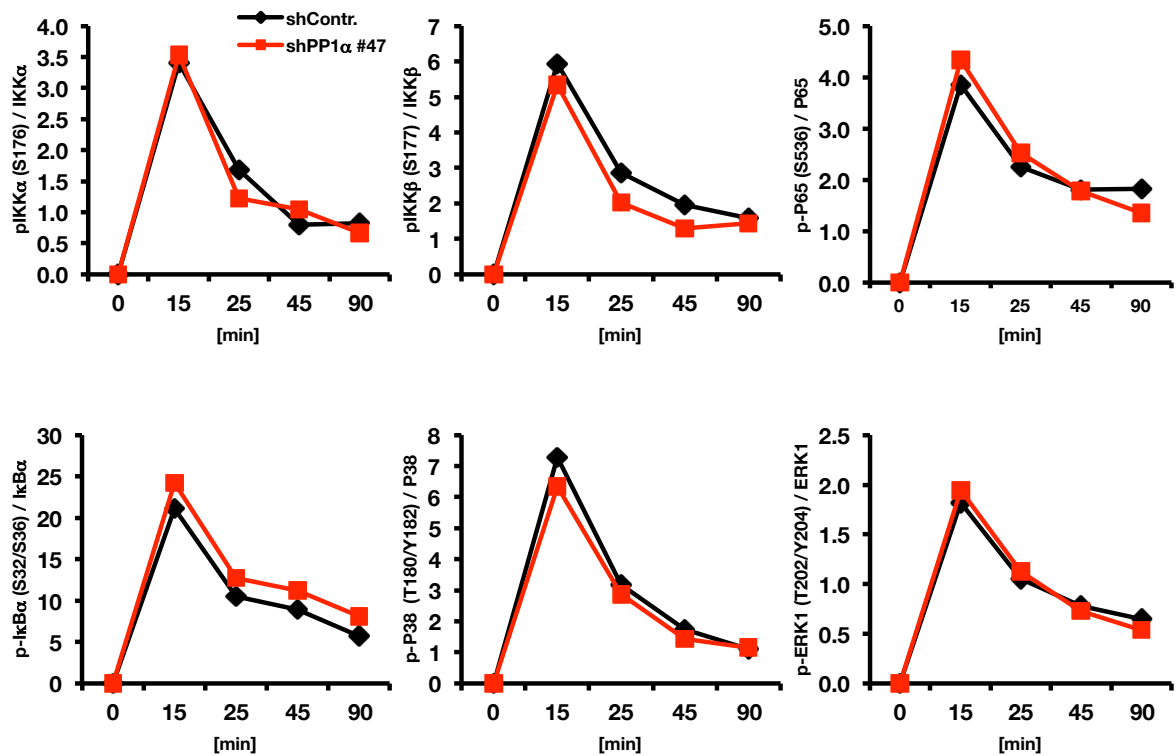 shContr.
shPP1α #47
pIKKα (S176) / IKKα
4.0
3.5
3.0
2.5
2.0
1.5
1.0
0.5
0.0
0 15 25 45 90
[min]
pIKKβ (S177) / IKKβ
7
6
5
4
3
2
1
0
0 15 25 45 90
[min]
p-P65 (S536) / P65
5.0
4.0
3.0
2.0
1.0
0.0
0 15 25 45 90
[min]
p-IκBα (S32/S36) / IκBα
30
25
20
15
10
5
0
0 15 25 45 90
[min]
p-P38 (T180/Y182) / P38
8
7
6
5
4
3
2
1
0
0 15 25 45 90
[min]
p-ERK1 (T202/Y204) / ERK1
2.5
2.0
1.5
1.0
0.5
0.0
0 15 25 45 90
[min]